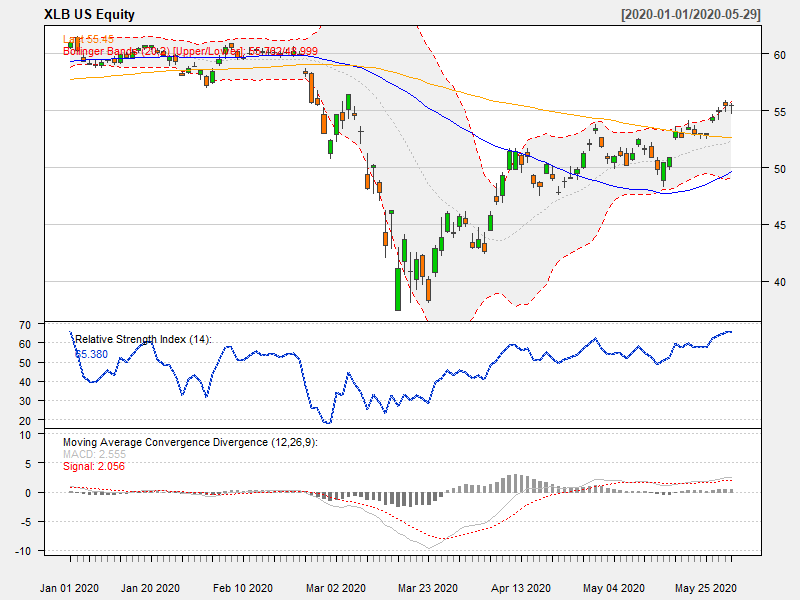 XLB US Equity [2020-01-01/2020-05-29]
Last 55.45
Bollinger Bands (20,2) [Upper/Lower]: 55.792/48.999
60
55
50
45
40
Relative Strength Index (14):
65.380
70
60
50
40
30
20
Moving Average Convergence Divergence (12,26,9):
MACD: 2.555
Signal: 2.056
10
5
0
-5
-10
Jan 01 2020 Jan 20 2020 Feb 10 2020 Mar 02 2020 Mar 23 2020 Apr 13 2020 May 04 2020 May 25 2020